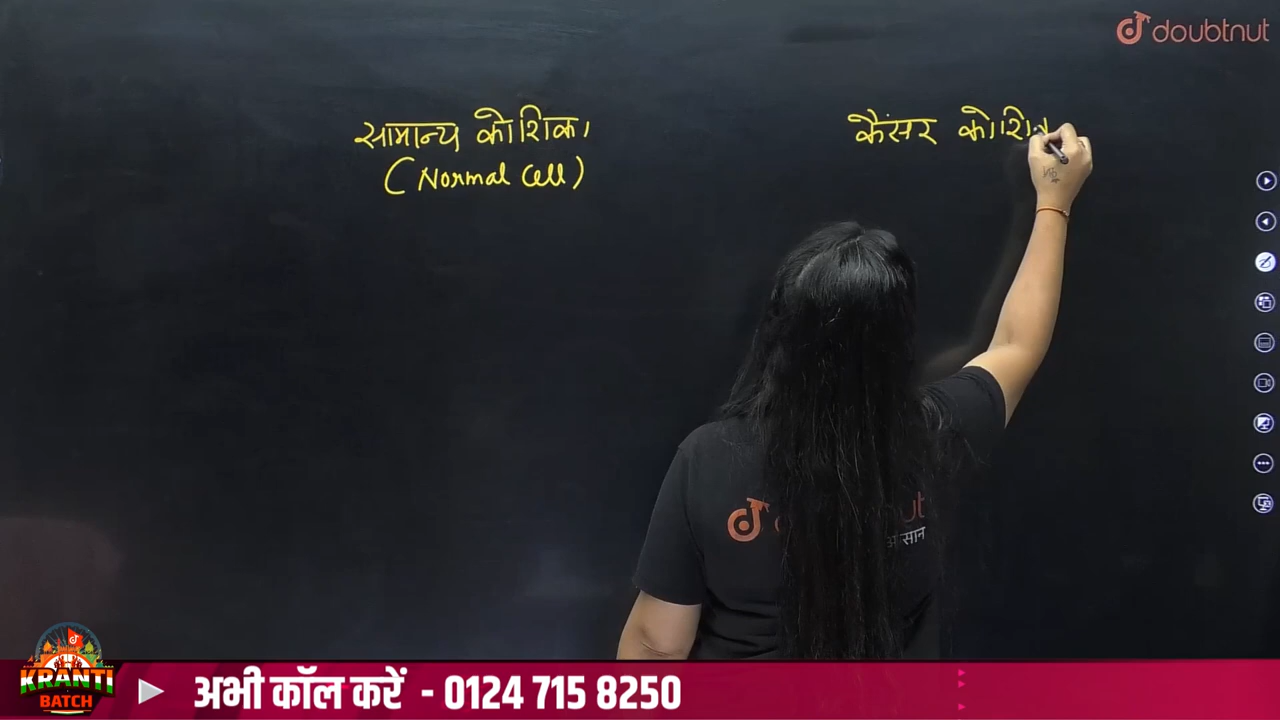 doubtnut
सामान्य कोशिका
कैंसर
(Normal Cell)
KRANTI
BATCH
अभी कॉल करें - 0124 715 8250